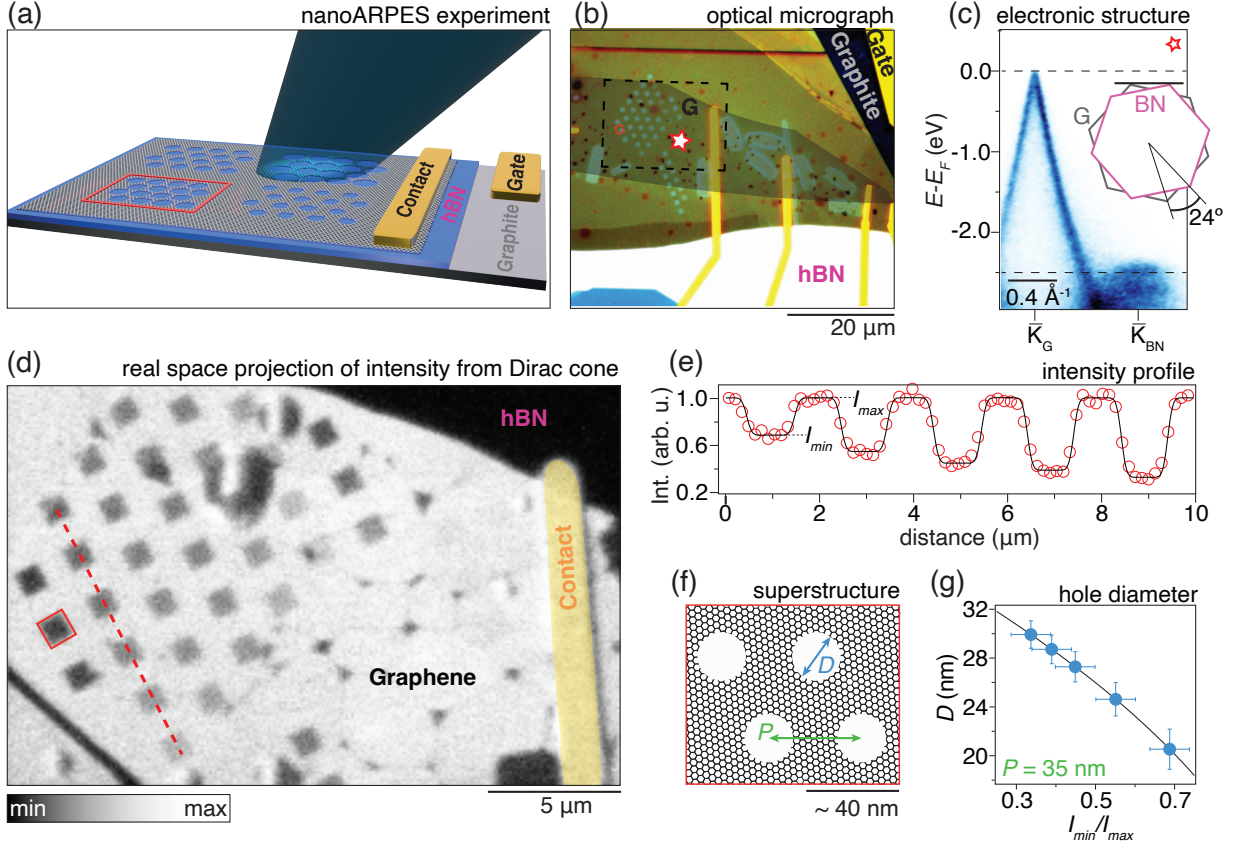 (a) nanoARPES experiment
Contact
hBN
Graphite
Gate
(b) optical micrograph
G
Graphite
Gate
hBN
20 μm
(c) electronic structure
0.0
-1.0
-2.0
E-E_F (eV)
G
BN
24º
0.4 Å⁻¹
K̅_G
K̅_BN
(d) real space projection of intensity from Dirac cone
hBN
Contact
Graphene
min max
5 μm
(e) intensity profile
1.0
0.6
0.2
Int. (arb. u.)
I_max
I_min
0 2 4 6 8 10
distance (μm)
(f) superstructure
D
P
~ 40 nm
(g) hole diameter
32
28
24
20
D (nm)
P = 35 nm
0.3 0.5 0.7
I_min/I_max